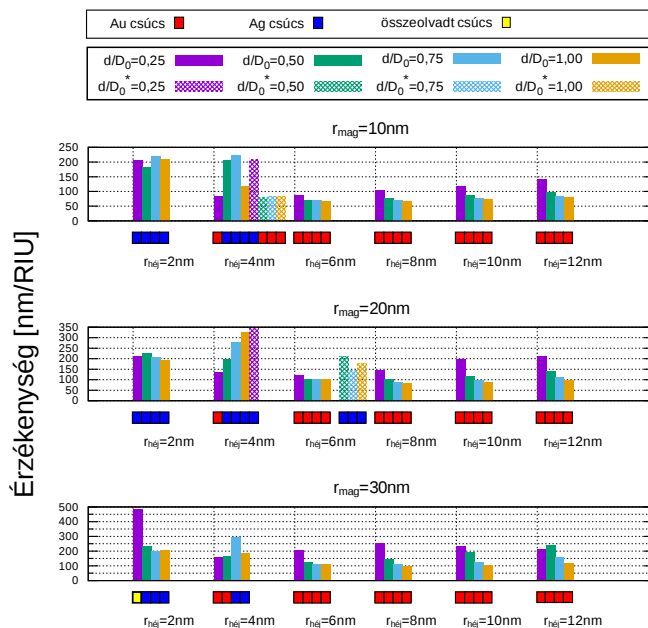 Au csúcs Ag csúcs összeolvadt csúcs
d/D0=0,25 d/D0=0,50 d/D0=0,75 d/D0=1,00
d/D0*=0,25 d/D0*=0,50 d/D0*=0,75 d/D0*=1,00
Érzékenység [nm/RIU]
rmag=10nm
250
200
150
100
50
0
rhéj=2nm rhéj=4nm rhéj=6nm rhéj=8nm rhéj=10nm rhéj=12nm
rmag=20nm
350
300
250
200
150
100
50
0
rhéj=2nm rhéj=4nm rhéj=6nm rhéj=8nm rhéj=10nm rhéj=12nm
rmag=30nm
500
400
300
200
100
0
rhéj=2nm rhéj=4nm rhéj=6nm rhéj=8nm rhéj=10nm rhéj=12nm